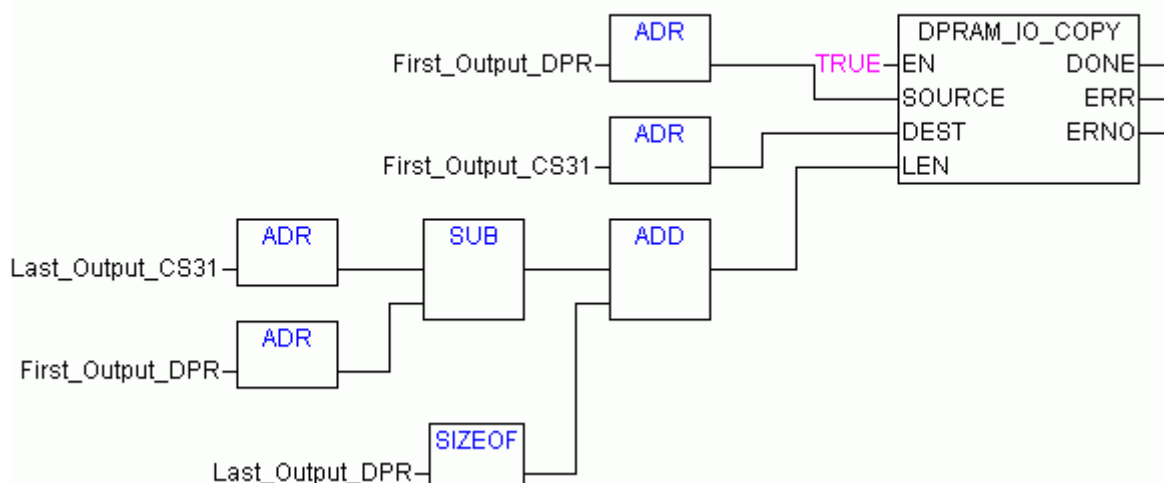 ADR
First_Output_DPR
DPRAM_IO_COPY
TRUE
EN DONE
SOURCE ERR
DEST ERNO
LEN
ADR
First_Output_CS31
ADR
Last_Output_CS31
SUB
ADD
ADR
First_Output_DPR
SIZEOF
Last_Output_DPR